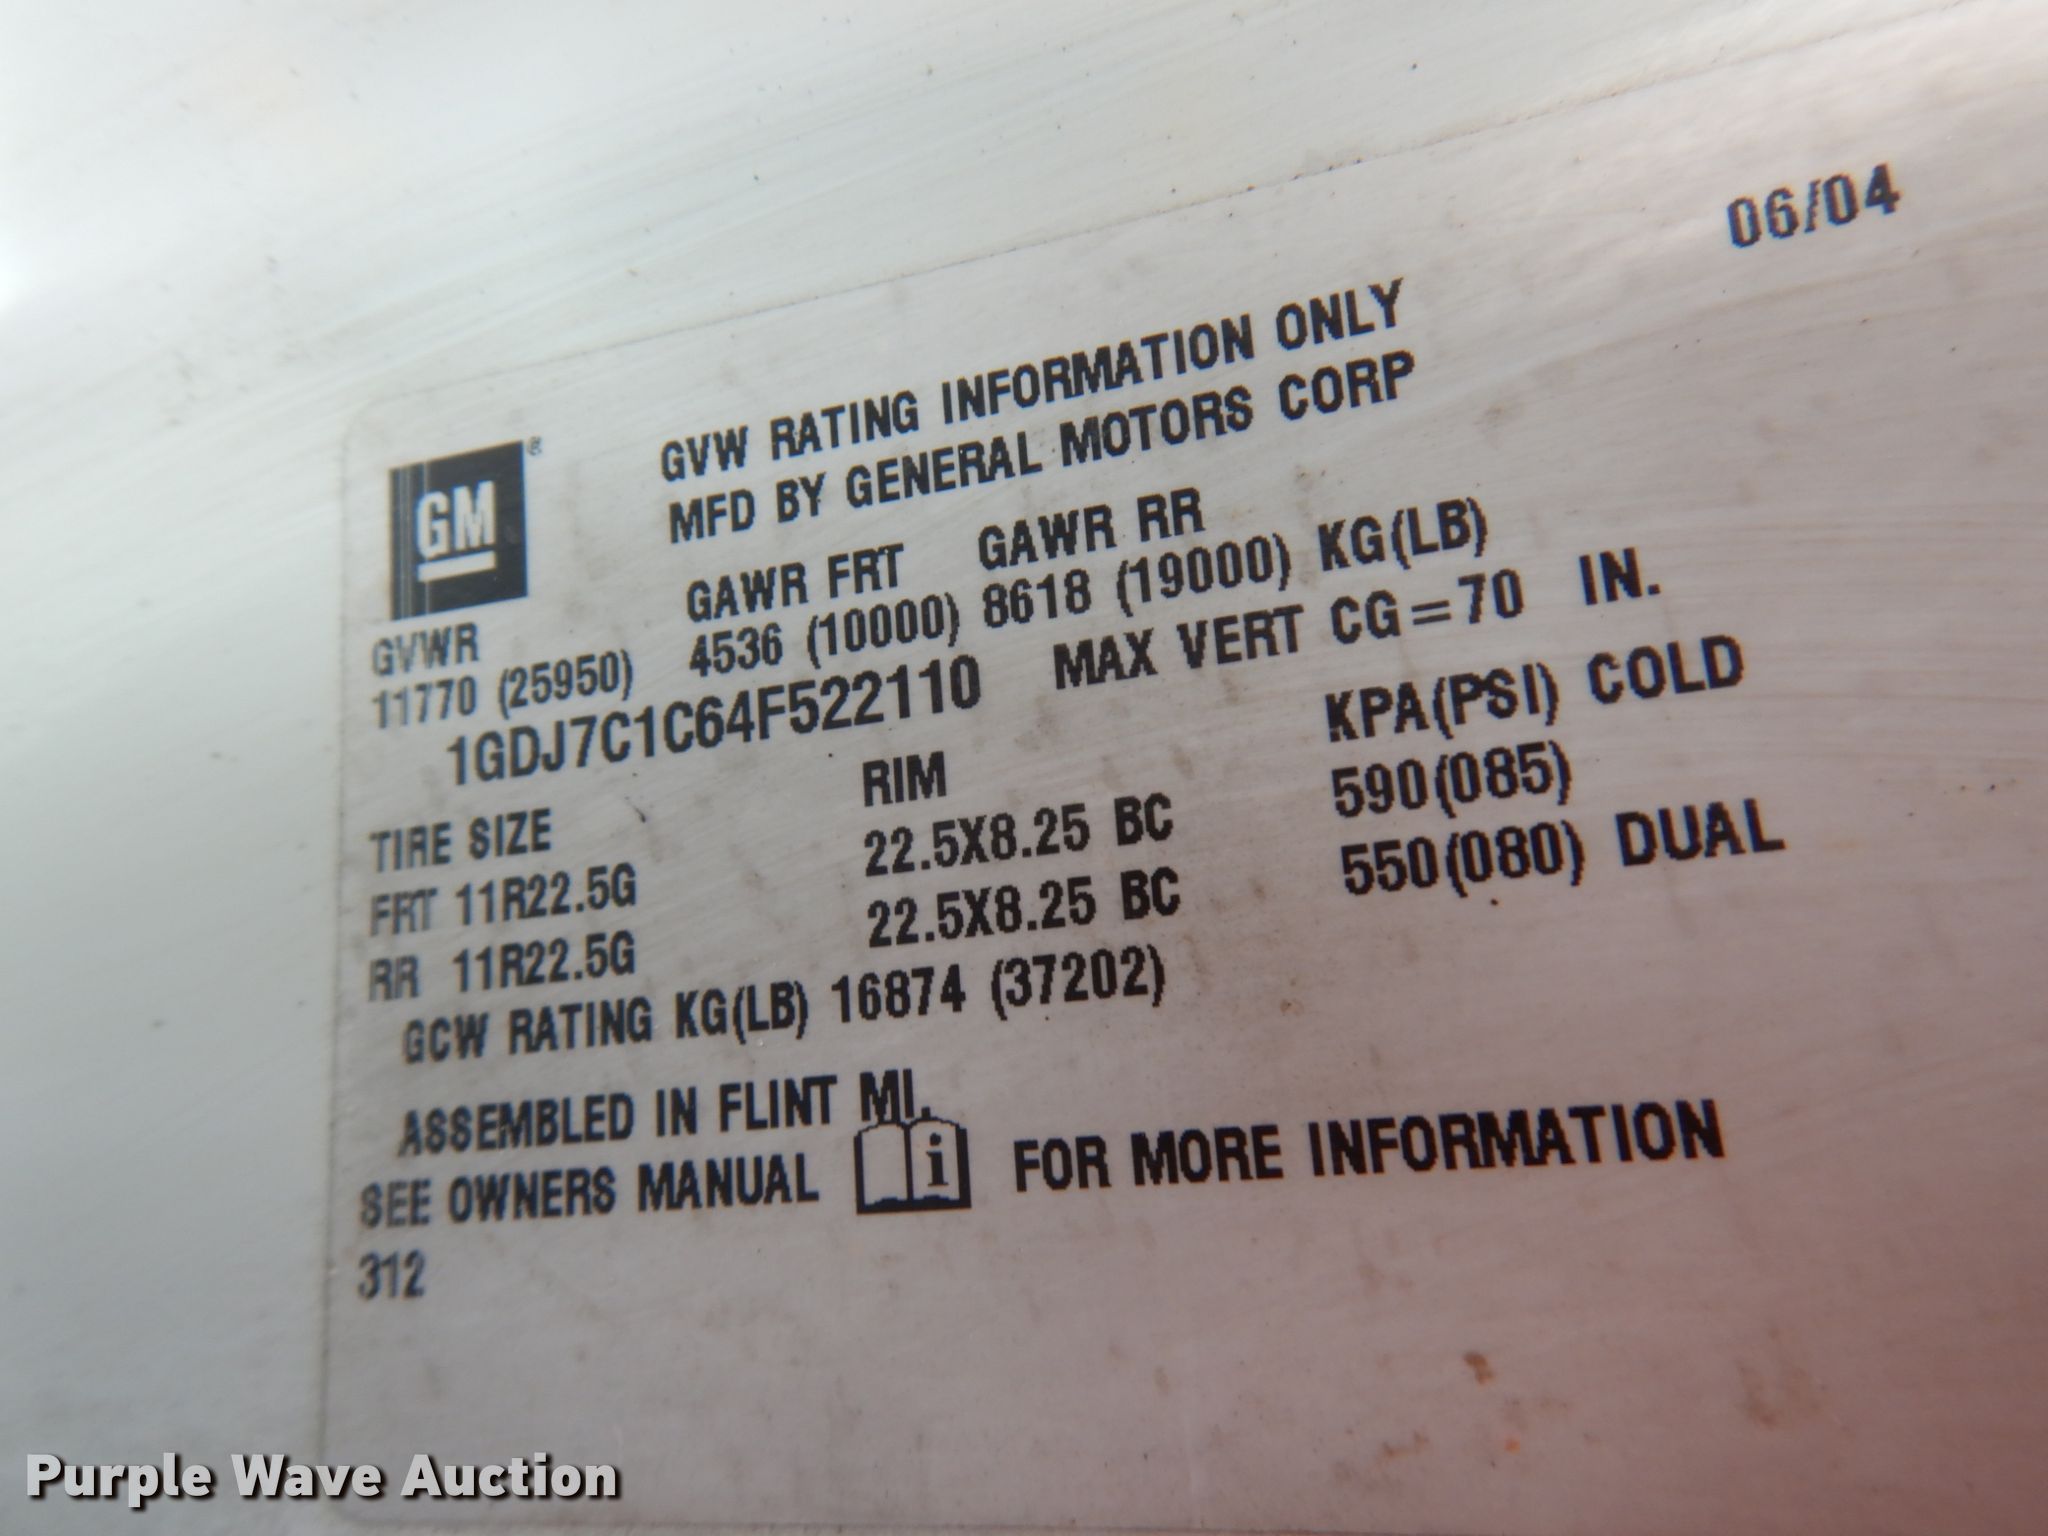 06/04
GM®
GVW RATING INFORMATION ONLY
MFD BY GENERAL MOTORS CORP
GVWR GAWR FRT GAWR RR
11770 (25950) 4536 (10000) 8618 (19000) KG(LB)
1GDJ7C1C64F522110 MAX VERT CG=70 IN.
TIRE SIZE RIM KPA(PSI) COLD
FRT 11R22.5G 22.5X8.25 BC 590(085)
RR 11R22.5G 22.5X8.25 BC 550(080) DUAL
GCW RATING KG(LB) 16874 (37202)
ASSEMBLED IN FLINT MI.
SEE OWNERS MANUAL i FOR MORE INFORMATION
312
Purple Wave Auction